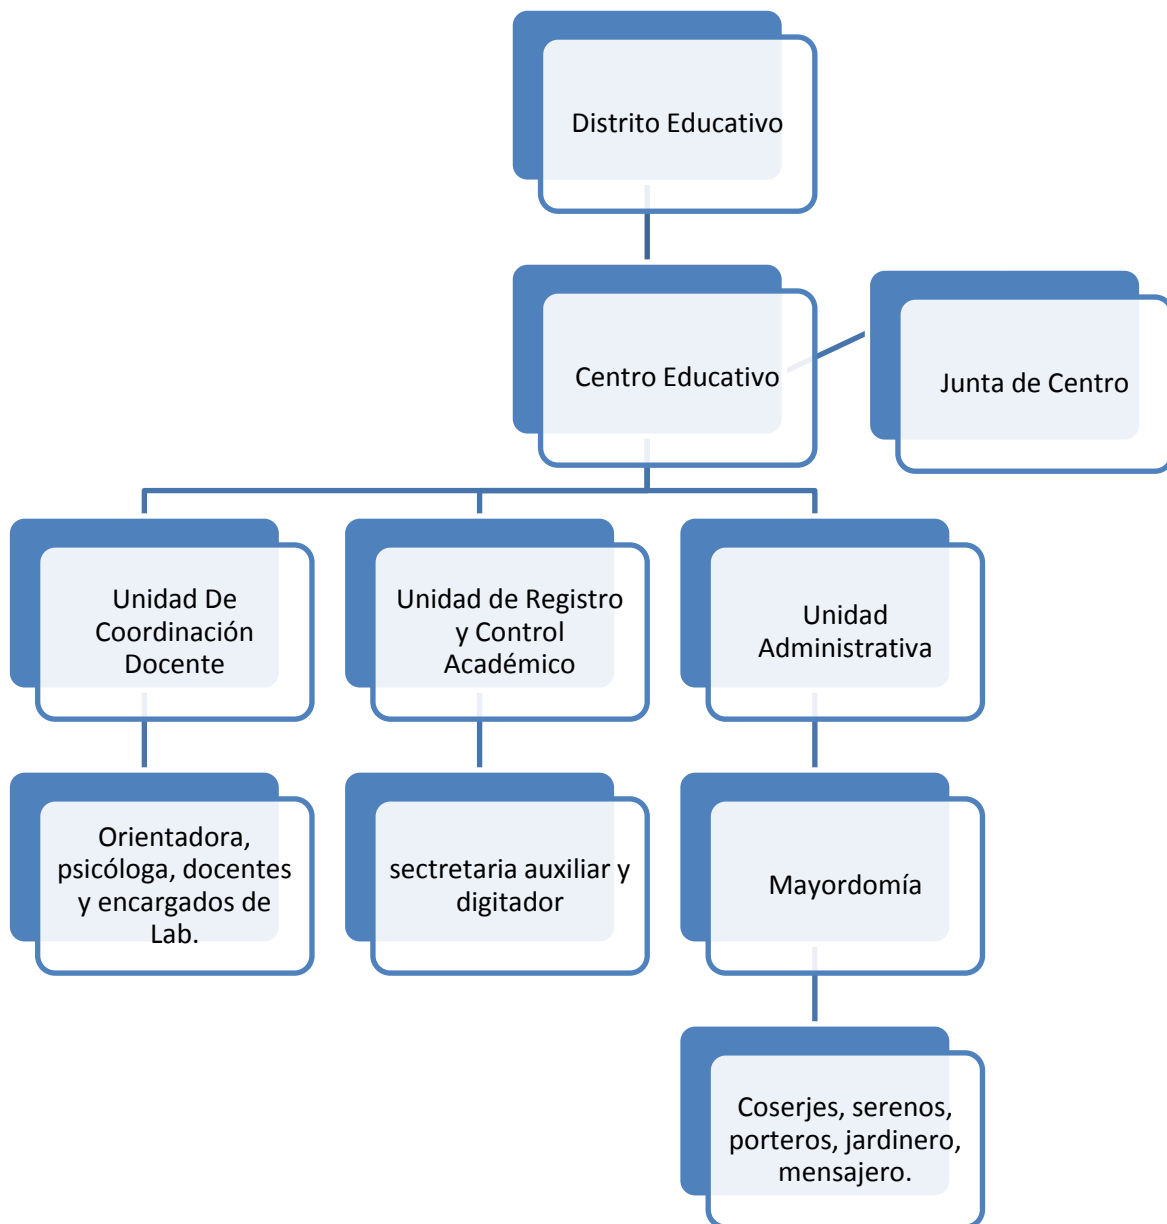 Distrito Educativo
Centro Educativo
Junta de Centro
Unidad De
Coordinación
Docente
Unidad de Registro
y Control
Académico
Unidad
Administrativa
Orientadora,
psicóloga, docentes
y encargados de
Lab.
sectretaria auxiliar y
digitador
Mayordomía
Coserjes, serenos,
porteros, jardinero,
mensajero.